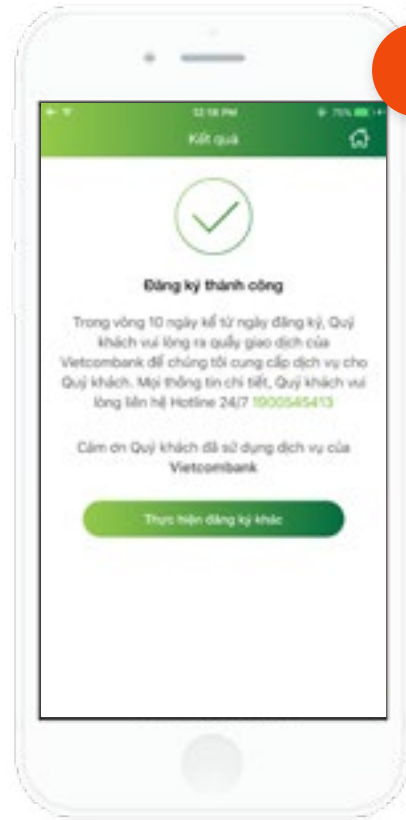 12:18 PM
75%
Kết quả
Đăng ký thành công
Trong vòng 10 ngày kể từ ngày đăng ký, Quý
khách vui lòng ra quầy giao dịch của
Vietcombank để chúng tôi cung cấp dịch vụ cho
Quý khách. Mọi thông tin chi tiết, Quý khách vui
lòng liên hệ Hotline 24/7 1900545413
Cám ơn Quý khách đã sử dụng dịch vụ của
Vietcombank
Thực hiện đăng ký khác